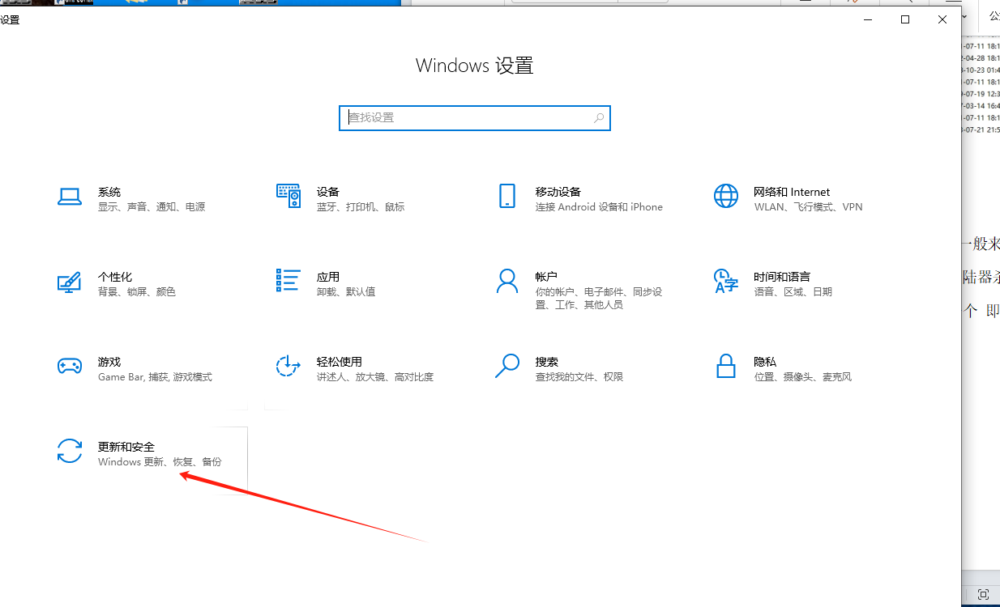 设置
Windows 设置
查找设置
系统
显示、声音、通知、电源
设备
蓝牙、打印机、鼠标
移动设备
连接 Android 设备和 iPhone
网络和 Internet
WLAN、飞行模式、VPN
个性化
背景、锁屏、颜色
应用
卸载、默认值
帐户
你的帐户、电子邮件、同步设
置、工作、其他人员
时间和语言
语音、区域、日期
游戏
Game Bar, 捕获, 游戏模式
轻松使用
讲述人、放大镜、高对比度
搜索
查找我的文件、权限
隐私
位置、摄像头、麦克风
更新和安全
Windows 更新、恢复、备份
-07-11 18:1
-04-28 18:1
-10-23 01:4
-07-11 18:1
-07-19 12:3
-03-14 16:4
-07-11 18:1
-07-21 21:5
一般来
陆器
个 即